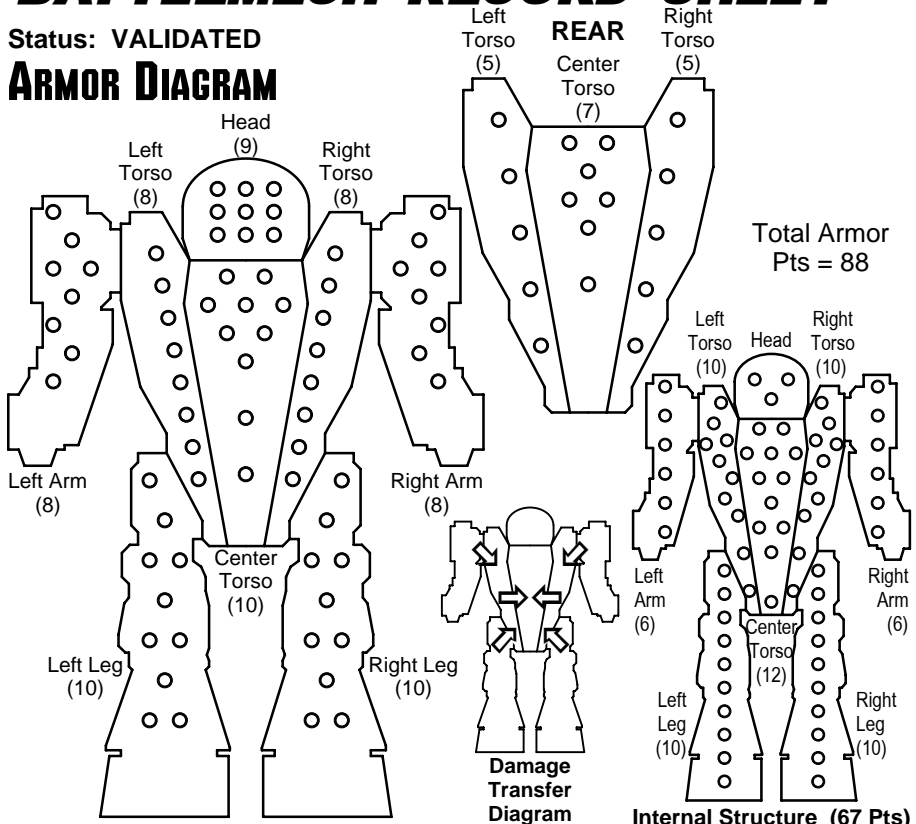 BATTLEMECH RECORD SHEET
Status: VALIDATED
ARMOR DIAGRAM
REAR
Left
Torso
(5)
Center
Torso
(7)
Right
Torso
(5)
Left
Torso
(8)
Head
(9)
Right
Torso
(8)
Left Arm
(8)
Right Arm
(8)
Center
Torso
(10)
Left Leg
(10)
Right Leg
(10)
Total Armor
Pts = 88
Damage
Transfer
Diagram
Left
Torso
(10)
Head
Right
Torso
(10)
Left
Arm
(6)
Right
Arm
(6)
Center
Torso
(12)
Left
Leg
(10)
Right
Leg
(10)
Internal Structure (67 Pts)